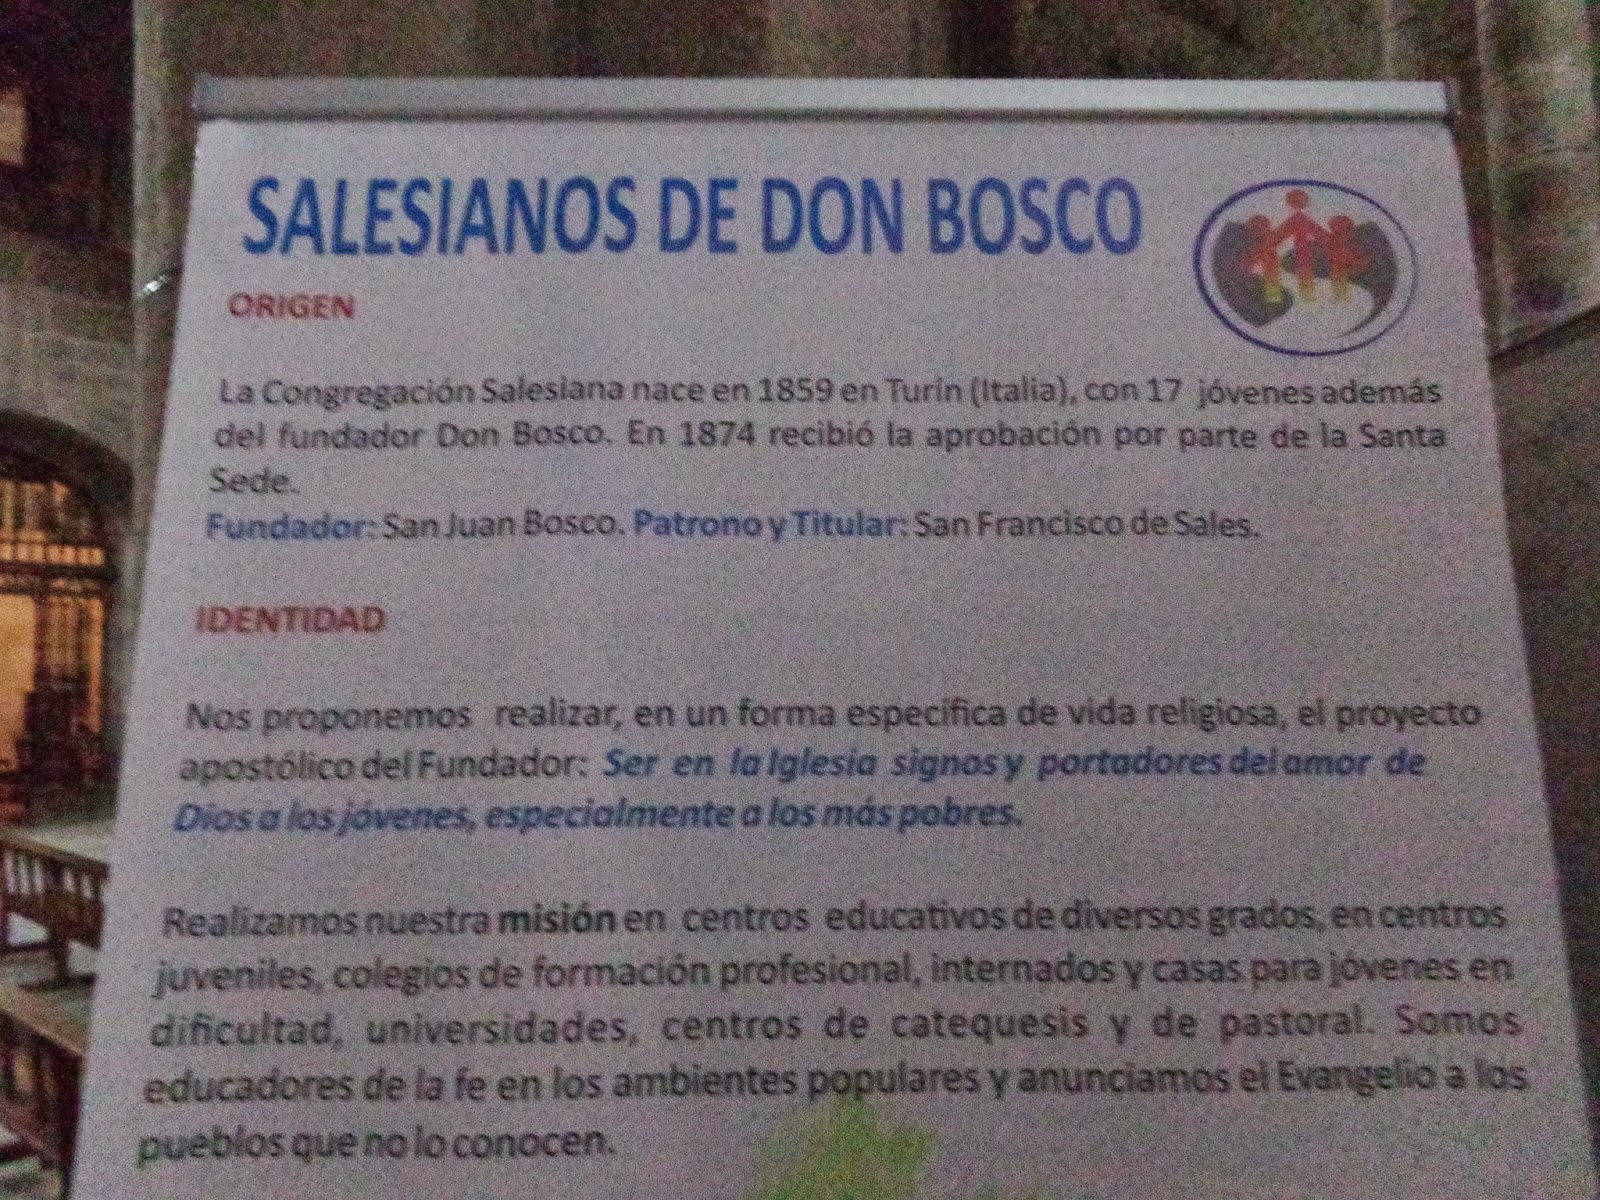 SALESIANOS DE DON BOSCO
ORIGEN
La Congregación Salesiana nace en 1859 en Turín (Italia), con 17 jóvenes además
del fundador Don Bosco. En 1874 recibió la aprobación por parte de la Santa
Sede.
Fundador: San Juan Bosco. Patrono y Titular: San Francisco de Sales.
IDENTIDAD
Nos proponemos realizar, en un forma específica de vida religiosa, el proyecto
apostólico del Fundador: Ser en la Iglesia signos y portadores del amor de
Dios a los jóvenes, especialmente a los más pobres.
Realizamos nuestra misión en centros educativos de diversos grados, en centros
juveniles, colegios de formación profesional, internados y casas para jóvenes en
dificultad, universidades, centros de catequesis y de pastoral. Somos
educadores de la fe en los ambientes populares y anunciamos el Evangelio a los
pueblos que no lo conocen.